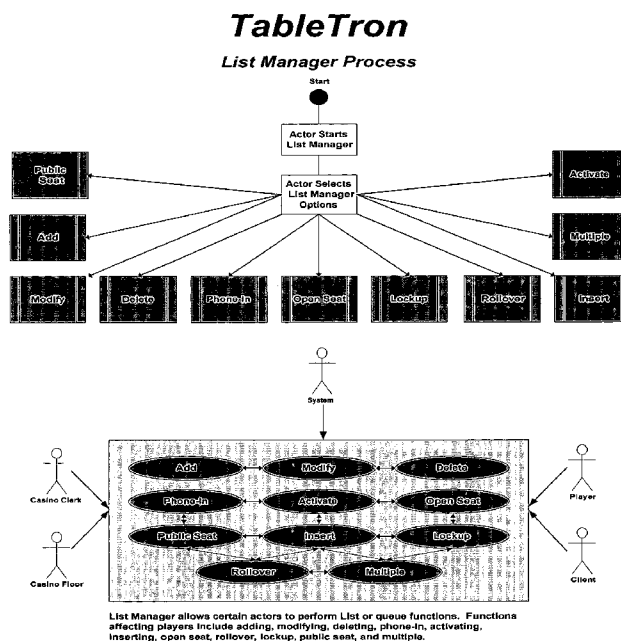 TableTron
List Manager Process
Start
Actor Starts
List Manager
Actor Selects
List Manager
Options
Public
Seat
Activate
Add
Multiple
Modify
Delete
Phone-In
Open Seat
Lockup
Rollover
Insert
System
Add
Modify
Delete
Casino Clerk
Phone-In
Activate
Open Seat
Player
Public Seat
Insert
Lockup
Casino Floor
Rollover
Multiple
Client
List Manager allows certain actors to perform List or queue functions. Functions
affecting players include adding, modifying, deleting, phone-in, activating,
inserting, open seat, rollover, lockup, public seat, and multiple.